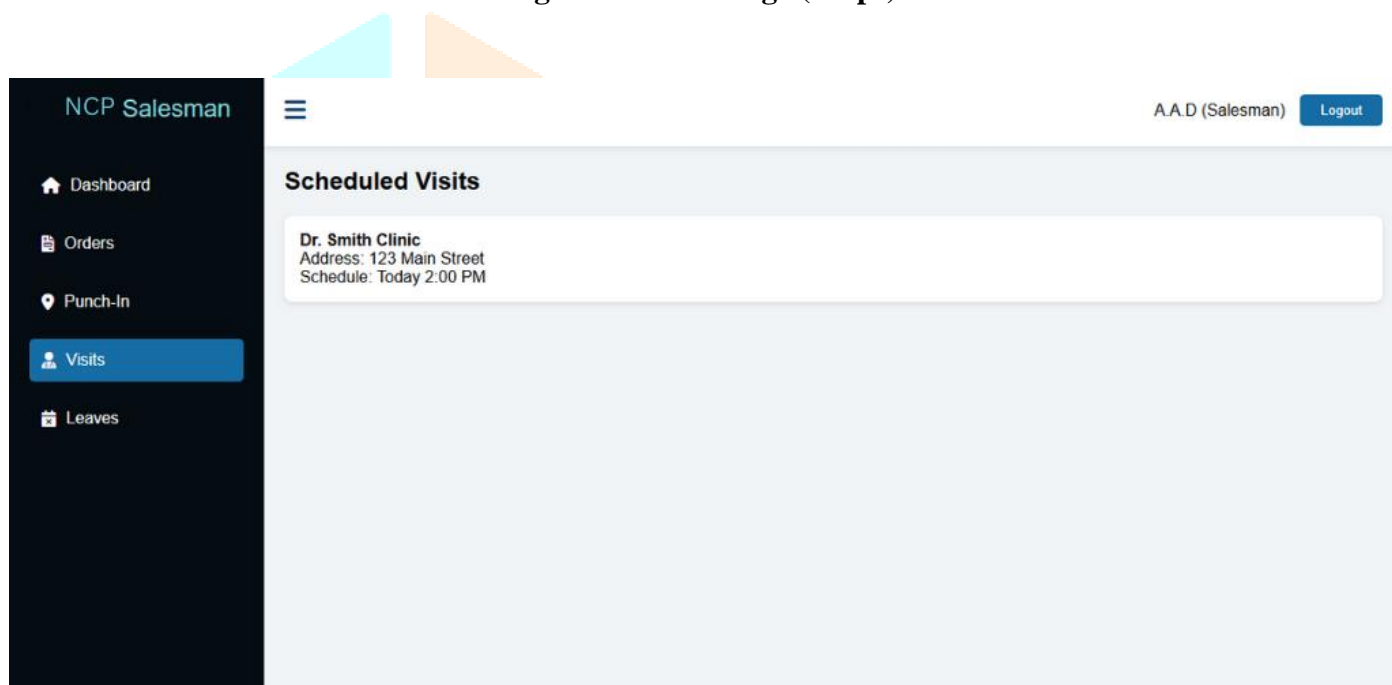 NCP Salesman
A.A.D (Salesman)
Logout
Dashboard
Orders
Punch-In
Visits
Leaves
Scheduled Visits
Dr. Smith Clinic
Address: 123 Main Street
Schedule: Today 2:00 PM